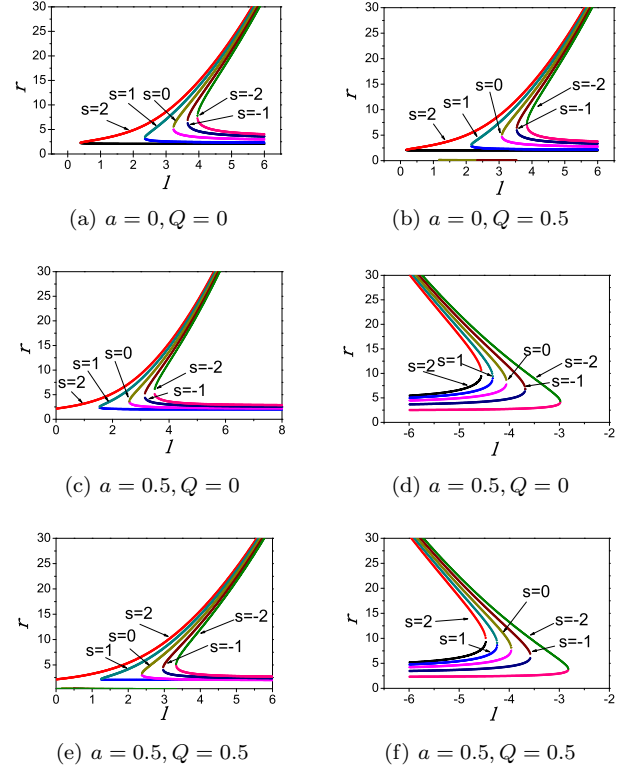 r
30
25
20
15
10
5
0
s=2
s=1
s=0
s=-2
s=-1
0 1 2 3 4 5 6
l
(a) a = 0, Q = 0
r
30
25
20
15
10
5
0
s=2
s=1
s=0
s=-2
s=-1
0 1 2 3 4 5 6
l
(b) a = 0, Q = 0.5
r
30
25
20
15
10
5
0
s=2
s=1
s=0
s=-2
s=-1
0 2 4 6 8
l
(c) a = 0.5, Q = 0
r
30
25
20
15
10
5
0
s=2
s=1
s=0
s=-2
s=-1
-6 -5 -4 -3 -2
l
(d) a = 0.5, Q = 0
r
30
25
20
15
10
5
s=1
s=0
s=2
s=-2
s=-1
0 1 2 3 4 5 6
l
(e) a = 0.5, Q = 0.5
r
30
25
20
15
10
5
0
s=2
s=1
s=0
s=-2
s=-1
-6 -5 -4 -3 -2
l
(f) a = 0.5, Q = 0.5